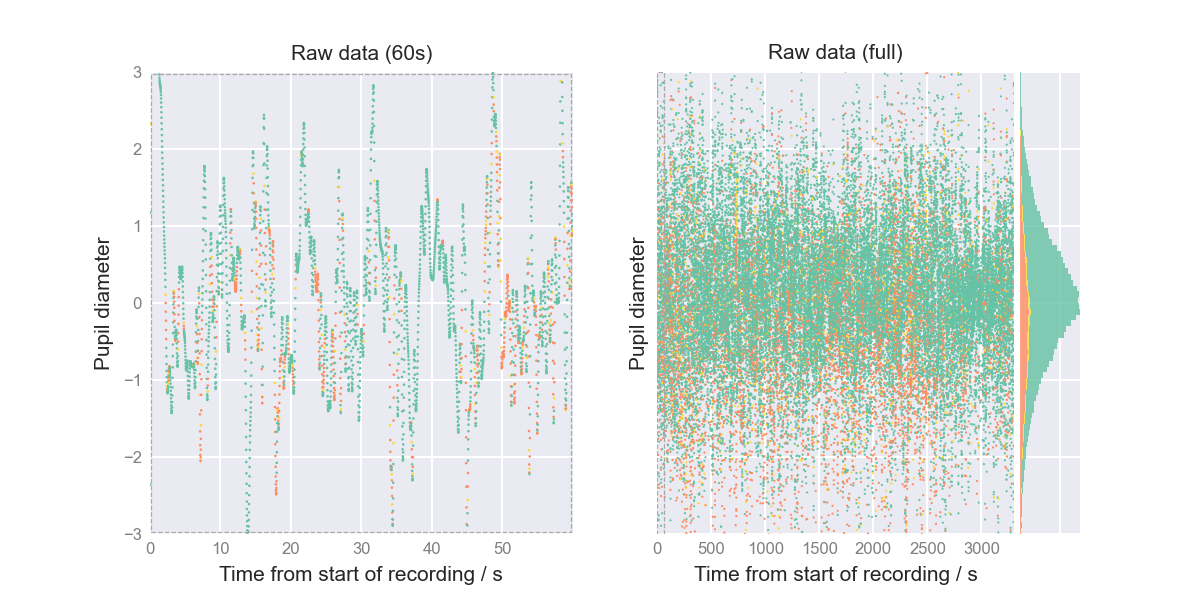 Raw data (60s)
Pupil diameter
3
2
1
0
−1
−2
−3
0 10 20 30 40 50
Time from start of recording / s
Raw data (full)
Pupil diameter
0 500 1000 1500 2000 2500 3000
Time from start of recording / s